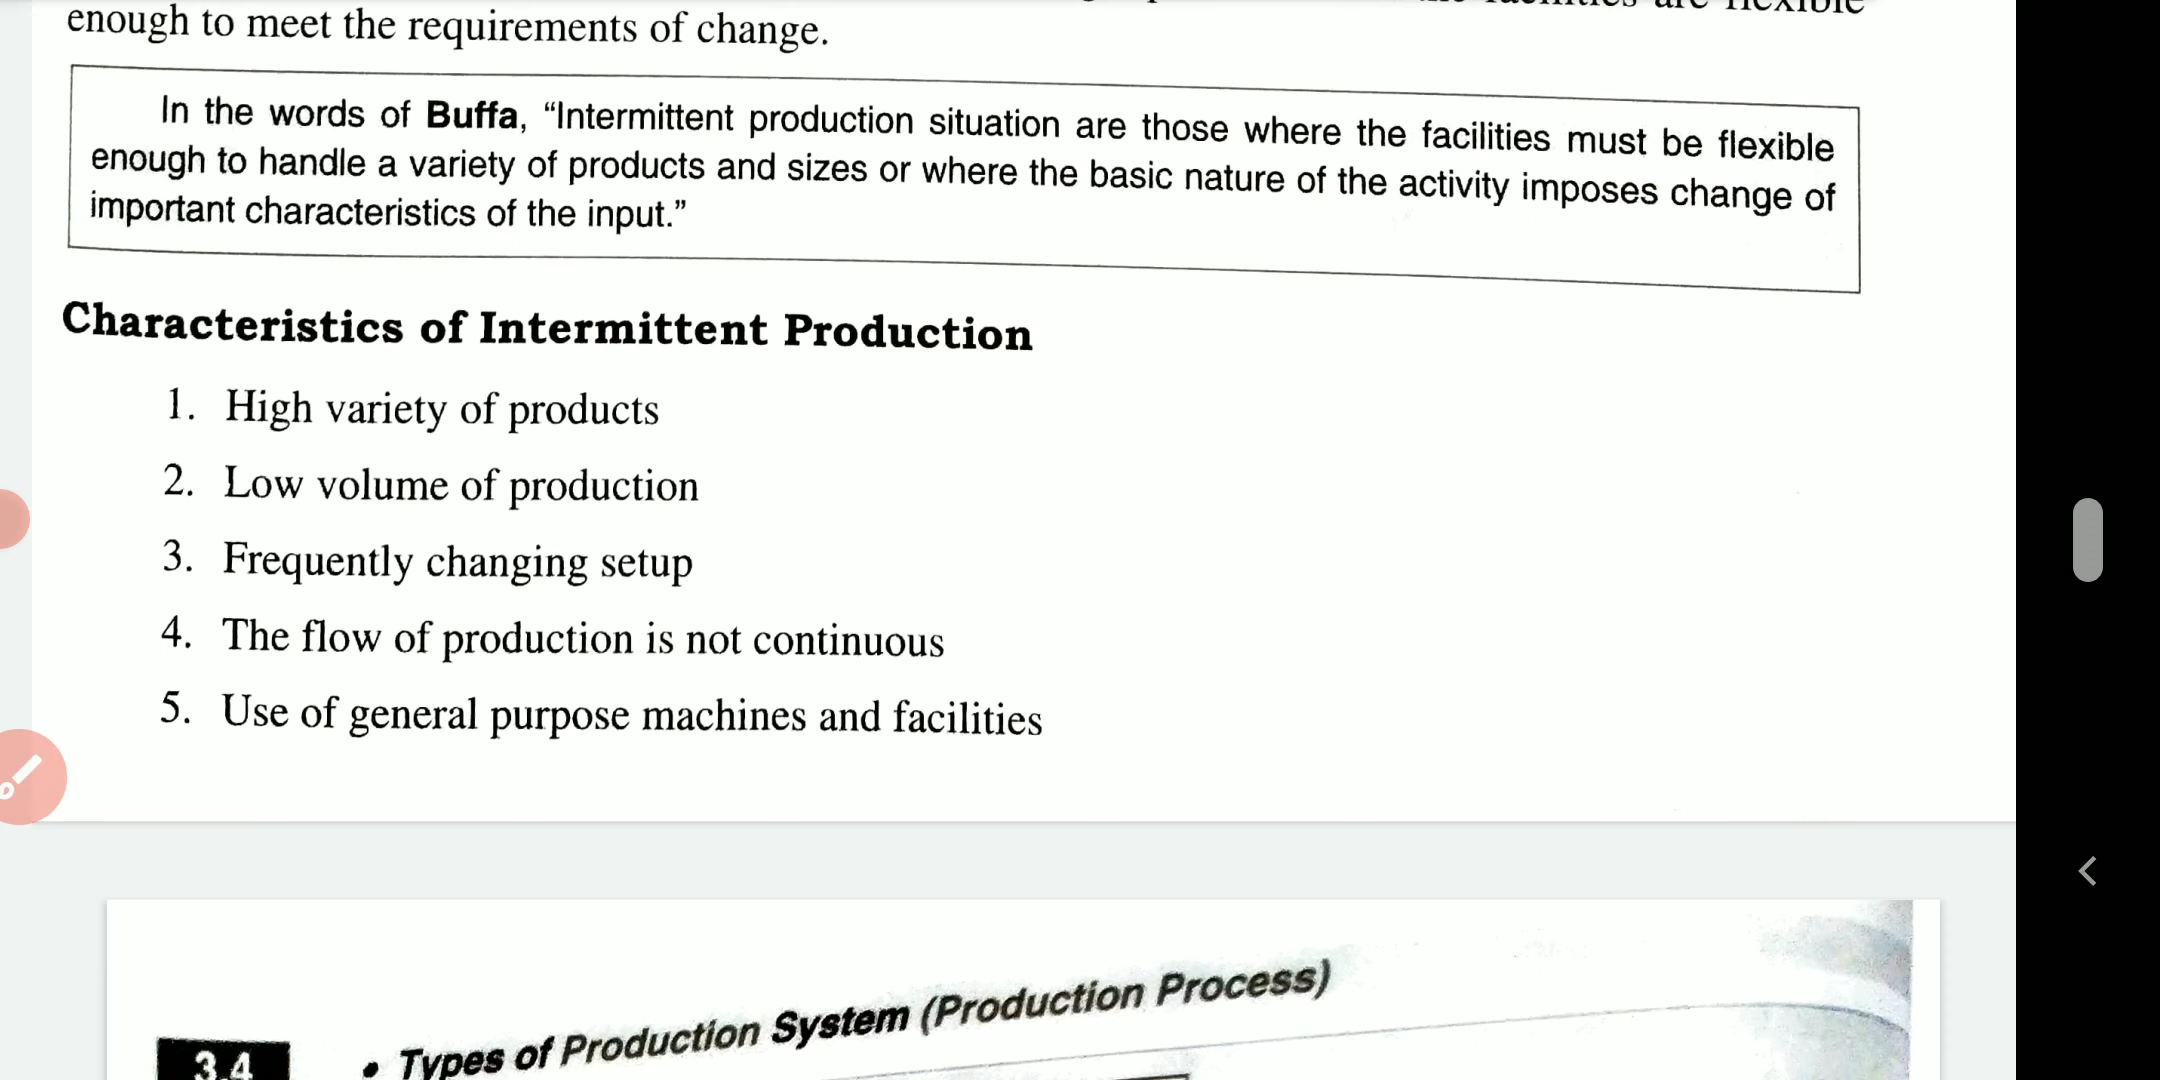 enough to meet the requirements of change.
In the words of Buffa, “Intermittent production situation are those where the facilities must be flexible
enough to handle a variety of products and sizes or where the basic nature of the activity imposes change of
important characteristics of the input.”
Characteristics of Intermittent Production
1. High variety of products
2. Low volume of production
3. Frequently changing setup
4. The flow of production is not continuous
5. Use of general purpose machines and facilities
3.4
• Types of Production System (Production Process)